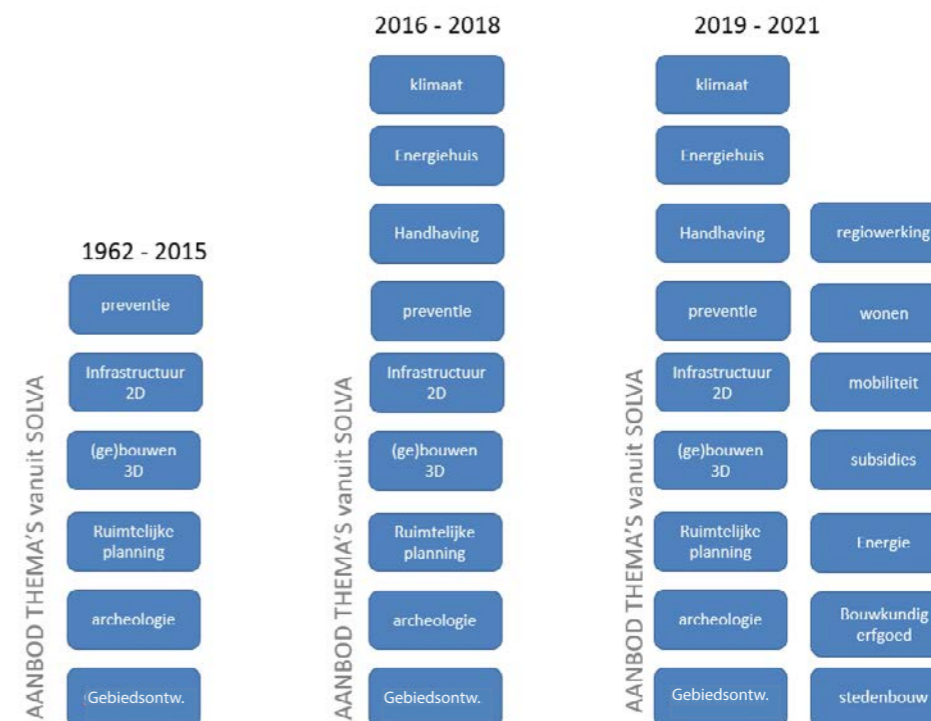 1962 - 2015
preventie
Infrastructuur
2D
(ge)bouwen
3D
Ruimtelijke
planning
archeologie
Gebiedsontw.
AANBOD THEMA'S vanuit SOLVA
2016 - 2018
klimaat
Energiehuis
Handhaving
preventie
Infrastructuur
2D
(ge)bouwen
3D
Ruimtelijke
planning
archeologie
Gebiedsontw.
AANBOD THEMA'S vanuit SOLVA
2019 - 2021
klimaat
Energiehuis
Handhaving
preventie
Infrastructuur
2D
(ge)bouwen
3D
Ruimtelijke
planning
archeologie
Gebiedsontw.
AANBOD THEMA'S vanuit SOLVA
regiowerking
wonen
mobiliteit
subsidies
Energie
Bouwkundig
erfgoed
stedenbouw